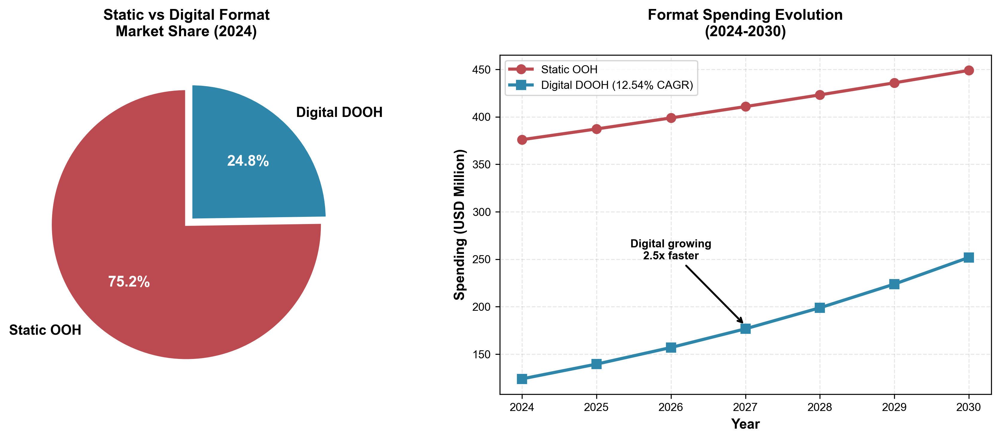 Static vs Digital Format
Market Share (2024)
Digital DOOH
24.8%
75.2%
Static OOH
Format Spending Evolution
(2024-2030)
Static OOH
Digital DOOH (12.54% CAGR)
Spending (USD Million)
450
400
350
300
250
200
150
Digital growing
2.5x faster
2024
2025
2026
2027
2028
2029
2030
Year